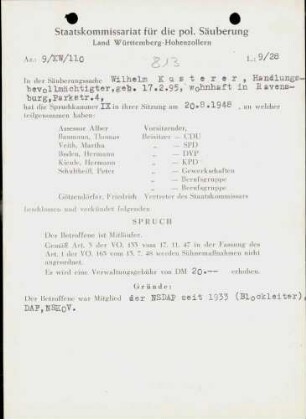 Staatskommissariat für die pol. Säuberung
Land Württemberg-Hohenzollern
Az: 9/KW/110
813
L: 9/28
In der Säuberungssache Wilhelm Kusterer, Handlungs-
bevollmächtigter, geb. 17.2.95, wohnhaft in Ravens-
burg, Parkstr.4,
hat die Spruchkammer IX in ihrer Sitzung am 20.8.1948, an welcher
teilgenommen haben:
Assessor Alber Vorsitzender,
Baumann, Thomas Beisitzer — CDU
Veith, Martha „ — SPD
Boden, Hermann „ — DVP
Kienle, Hermann „ — KPD
Schaltheiß, Peter „ — Gewerkschaften
„ — Berufsgruppe
„ — Berufsgruppe
Götzendörfer, Friedrich Vertreter des Staatskommissars
beschlossen und verkündet folgenden
SPRUCH
Der Betroffene ist Mitläufer.
Gemäß Art. 3 der VO. 133 vom 17. 11. 47 in der Fassung des
Art. 1 der VO. 165 vom 13. 7. 48 werden Sühnemaßnahmen nicht
angeordnet.
Es wird eine Verwaltungsgebühr von DM 20.-- erhoben.
Gründe:
Der Betroffene war Mitglied der NSDAP seit 1933 (Blockleiter),
DAF, NSKOV.